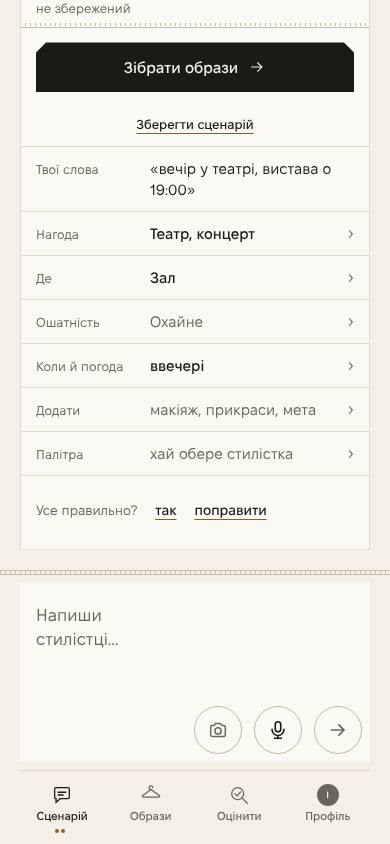 не збережений
Зібрати образи →
Зберегти сценарій
Твої слова «вечір у театрі, вистава о
19:00»
Нагода Театр, концерт
Де Зал
Ошатність Охайне
Коли й погода ввечері
Додати макіяж, прикраси, мета
Палітра хай обере стилістка
Усе правильно? так поправити
Напиши
стилістці...
Сценарій Образи Оцінити Профіль